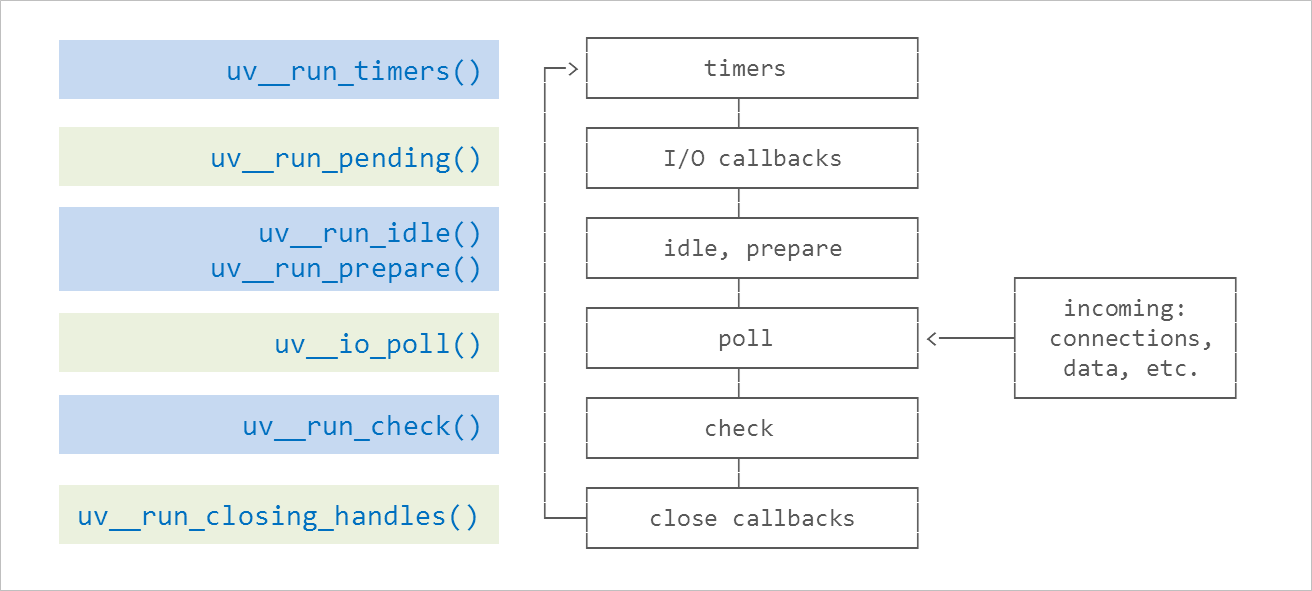 uv__run_timers()
timers
uv__run_pending()
I/O callbacks
uv__run_idle()
uv__run_prepare()
idle, prepare
uv__io_poll()
poll
incoming:
connections,
data, etc.
uv__run_check()
check
uv__run_closing_handles()
close callbacks